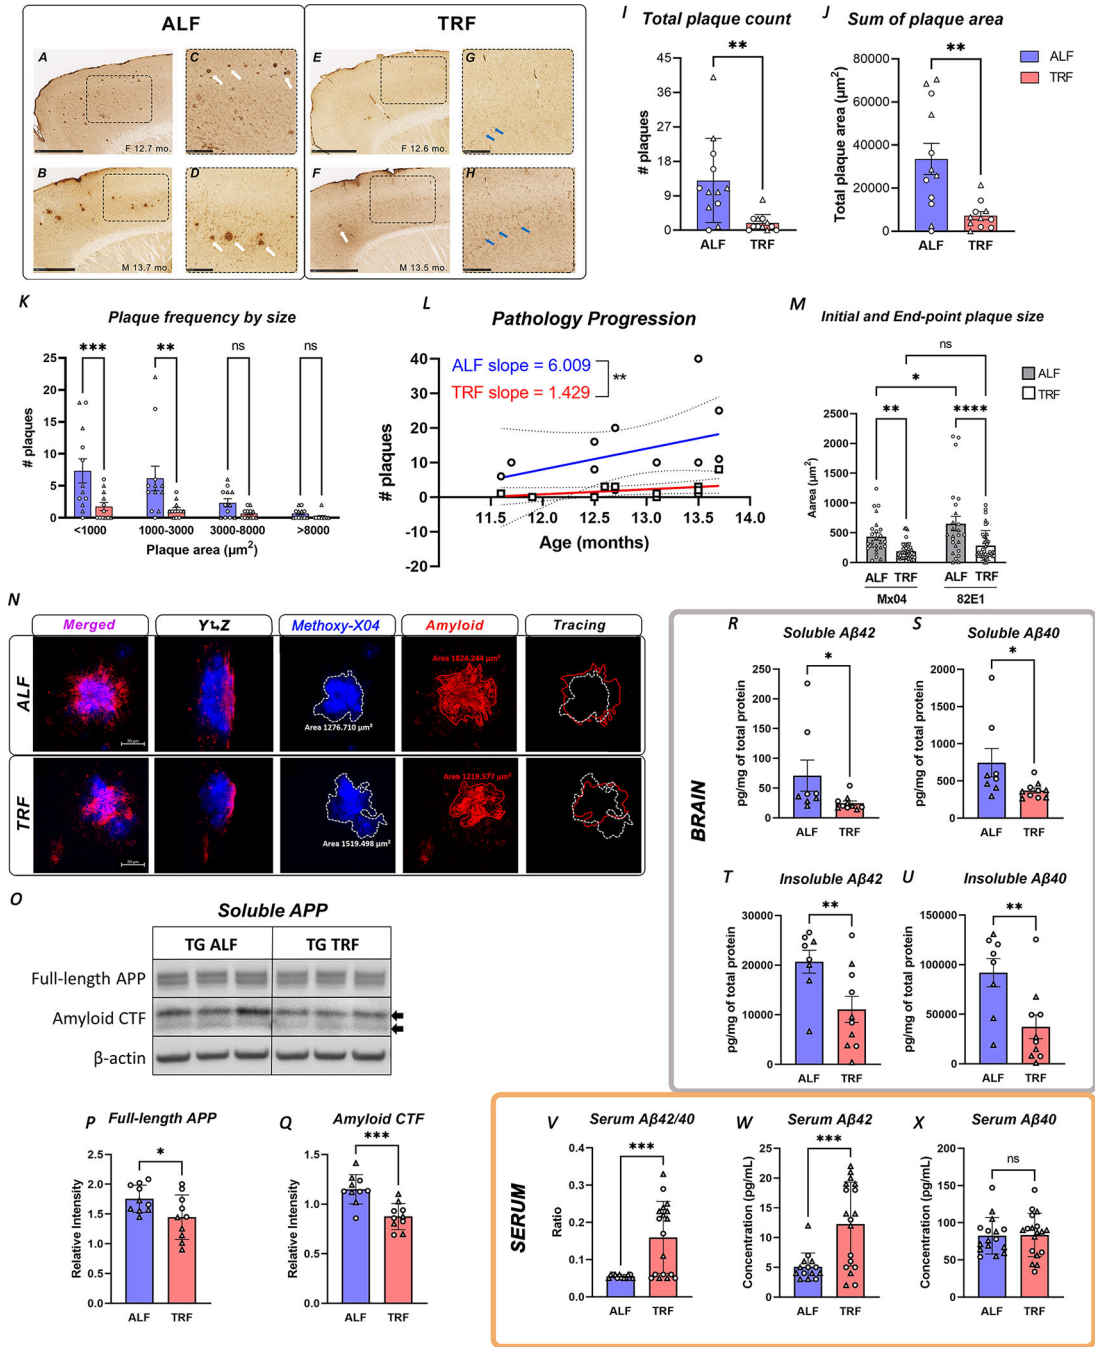 ALF
TRF
A
F 12.7 mo.
C
E
F 12.6 mo.
G
B
M 13.7 mo.
D
F
M 13.5 mo.
H
I
Total plaque count
**
# plaques
45
36
27
18
9
0
ALF
TRF
J
Sum of plaque area
**
Total plaque area (µm²)
80000
60000
40000
20000
0
ALF
TRF
ALF
TRF
K
Plaque frequency by size
***
**
ns
ns
# plaques
25
20
15
10
5
0
<1000
1000-3000
3000-8000
>8000
Plaque area (µm²)
L
Pathology Progression
ALF slope = 6.009
TRF slope = 1.429
**
# plaques
40
30
20
10
0
-10
-20
11.5
12.0
12.5
13.0
13.5
14.0
Age (months)
M
Initial and End-point plaque size
ns
*
**
****
ALF
TRF
Aarea (µm²)
2500
2000
1500
1000
500
0
ALF
TRF
ALF
TRF
Mx04
82E1
N
Merged
Y↳Z
Methoxy-X04
Amyloid
Tracing
ALF
Area 1276.710 µm²
Area 1824.244 µm²
20 µm
TRF
Area 1519.498 µm²
Area 1219.577 µm²
20 µm
O
Soluble APP
TG ALF
TG TRF
Full-length APP
Amyloid CTF
β-actin
P
Full-length APP
*
Relative Intensity
2.5
2.0
1.5
1.0
0.5
0.0
ALF
TRF
Q
Amyloid CTF
***
Relative Intensity
1.5
1.0
0.5
0.0
ALF
TRF
BRAIN
R
Soluble Aβ42
*
pg/mg of total protein
250
200
150
100
50
0
ALF
TRF
S
Soluble Aβ40
*
pg/mg of total protein
2000
1500
1000
500
0
ALF
TRF
T
Insoluble Aβ42
**
pg/mg of total protein
30000
20000
10000
0
ALF
TRF
U
Insoluble Aβ40
**
pg/mg of total protein
150000
100000
50000
0
ALF
TRF
SERUM
V
Serum Aβ42/40
***
Ratio
0.4
0.3
0.2
0.1
0.0
ALF
TRF
W
Serum Aβ42
***
Concentration (pg/mL)
25
20
15
10
5
0
ALF
TRF
X
Serum Aβ40
ns
Concentration (pg/mL)
200
150
100
50
0
ALF
TRF